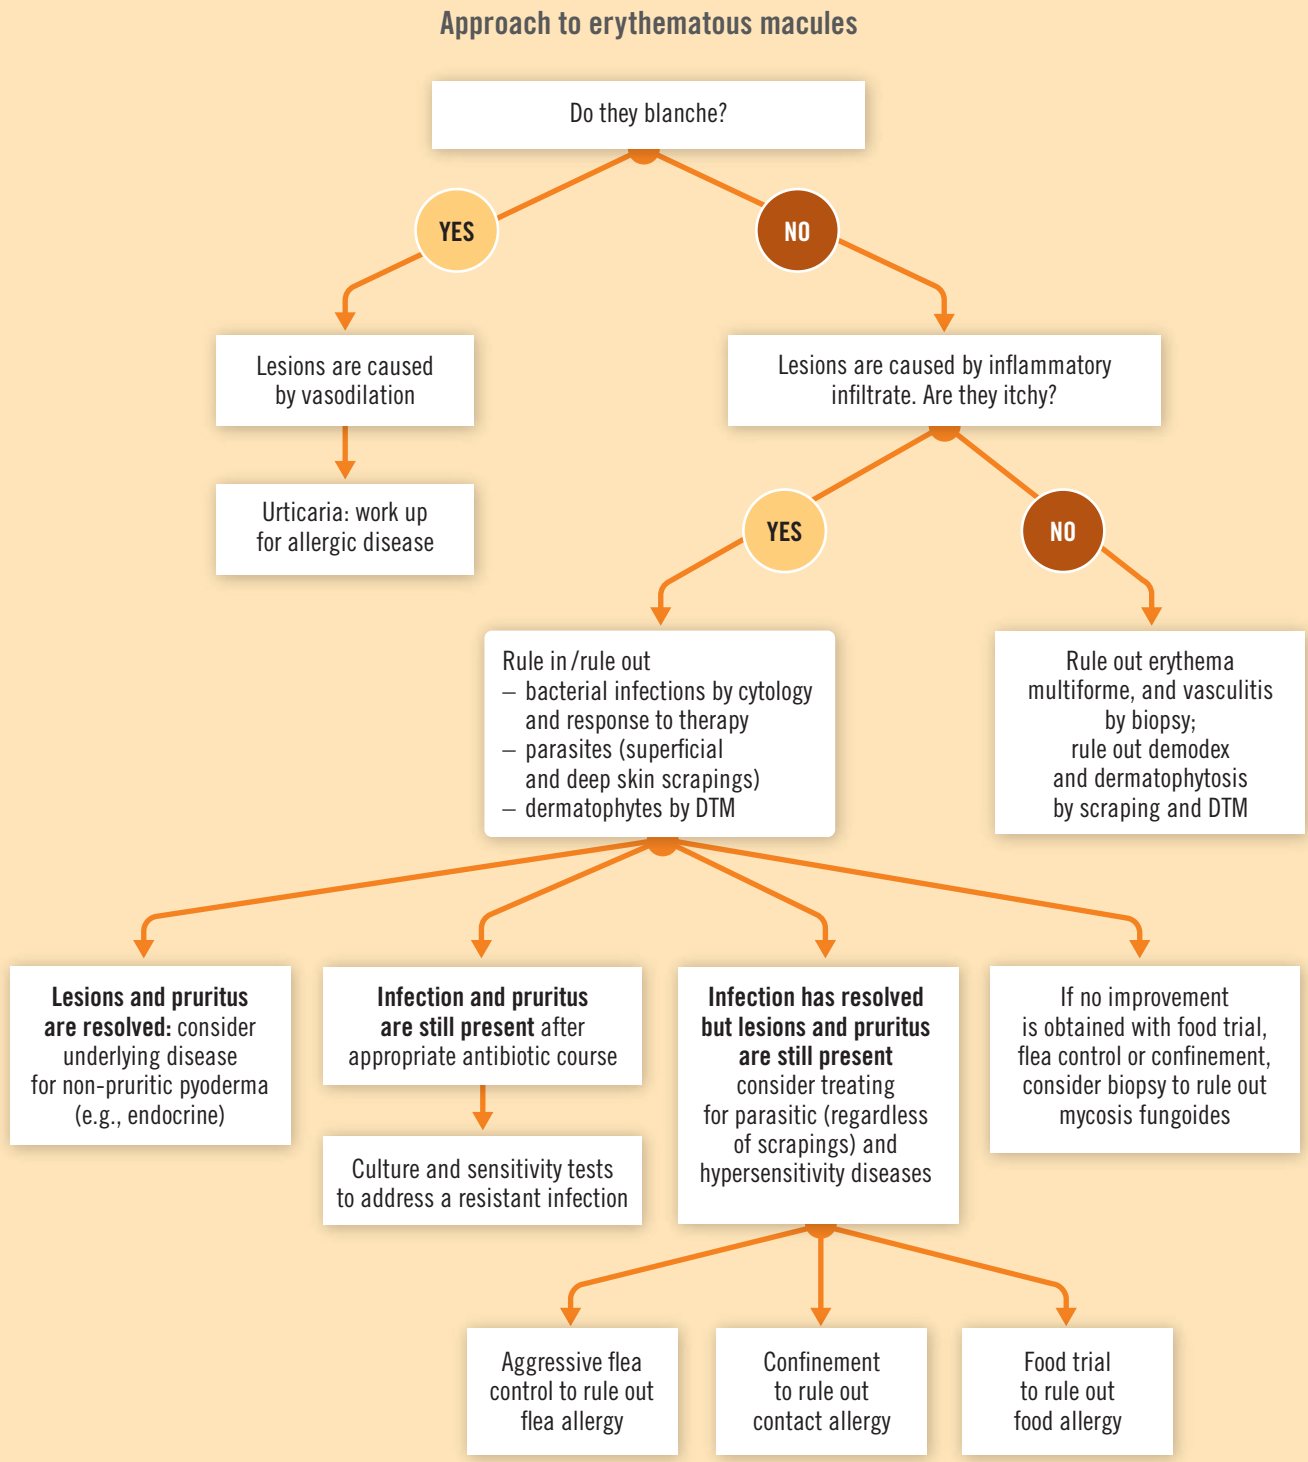 Approach to erythematous macules
Do they blanche?
YES
NO
Lesions are caused
by vasodilation
Lesions are caused by inflammatory
infiltrate. Are they itchy?
Urticaria: work up
for allergic disease
YES
NO
Rule in/rule out
– bacterial infections by cytology
and response to therapy
– parasites (superficial
and deep skin scrapings)
– dermatophytes by DTM
Rule out erythema
multiforme, and vasculitis
by biopsy;
rule out demodex
and dermatophytosis
by scraping and DTM
Lesions and pruritus
are resolved: consider
underlying disease
for non-pruritic pyoderma
(e.g., endocrine)
Infection and pruritus
are still present after
appropriate antibiotic course
Culture and sensitivity tests
to address a resistant infection
Infection has resolved
but lesions and pruritus
are still present
consider treating
for parasitic (regardless
of scrapings) and
hypersensitivity diseases
If no improvement
is obtained with food trial,
flea control or confinement,
consider biopsy to rule out
mycosis fungoides
Aggressive flea
control to rule out
flea allergy
Confinement
to rule out
contact allergy
Food trial
to rule out
food allergy